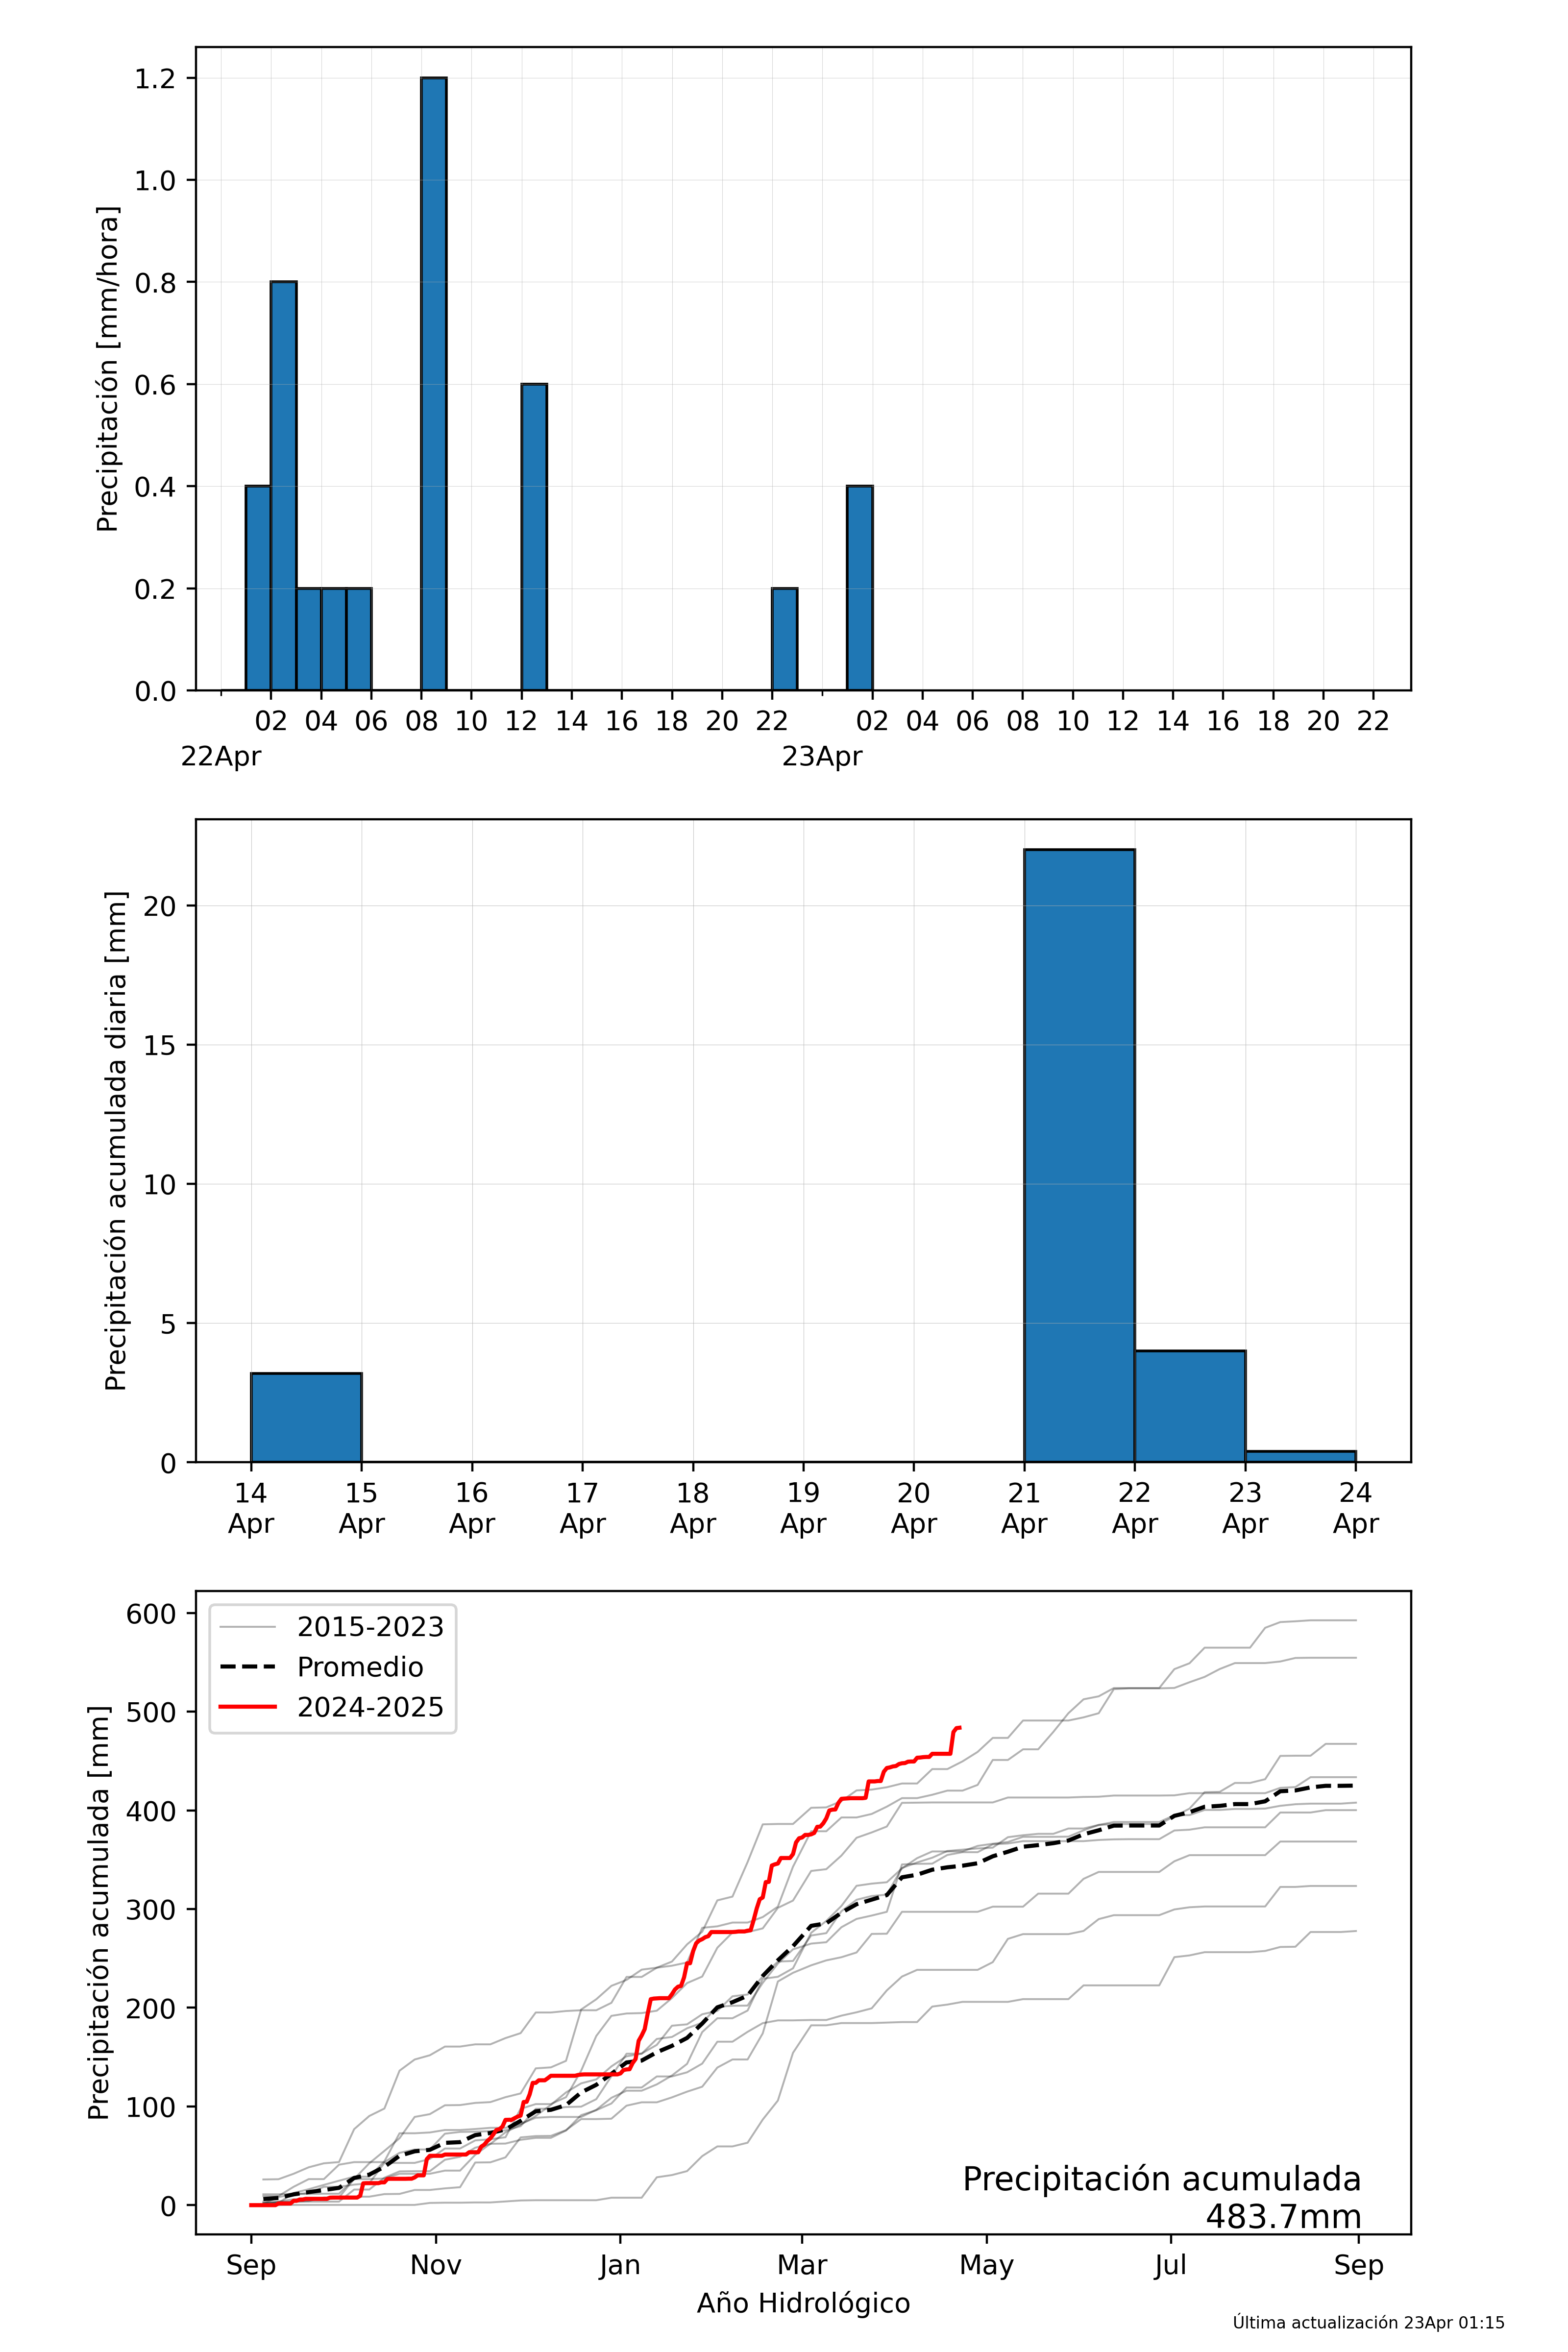 Precipitación [mm/hora]
1.2
1.0
0.8
0.6
0.4
0.2
0.0
02 04 06 08 10 12 14 16 18 20 22 02 04 06 08 10 12 14 16 18 20 22
22Apr 23Apr
Precipitación acumulada diaria [mm]
20
15
10
5
0
14 15 16 17 18 19 20 21 22 23 24
Apr Apr Apr Apr Apr Apr Apr Apr Apr Apr Apr
Precipitación acumulada [mm]
600
500
400
300
200
100
0
2015-2023
Promedio
2024-2025
Precipitación acumulada
483.7mm
Sep Nov Jan Mar May Jul Sep
Año Hidrológico
Última actualización 23Apr 01:15